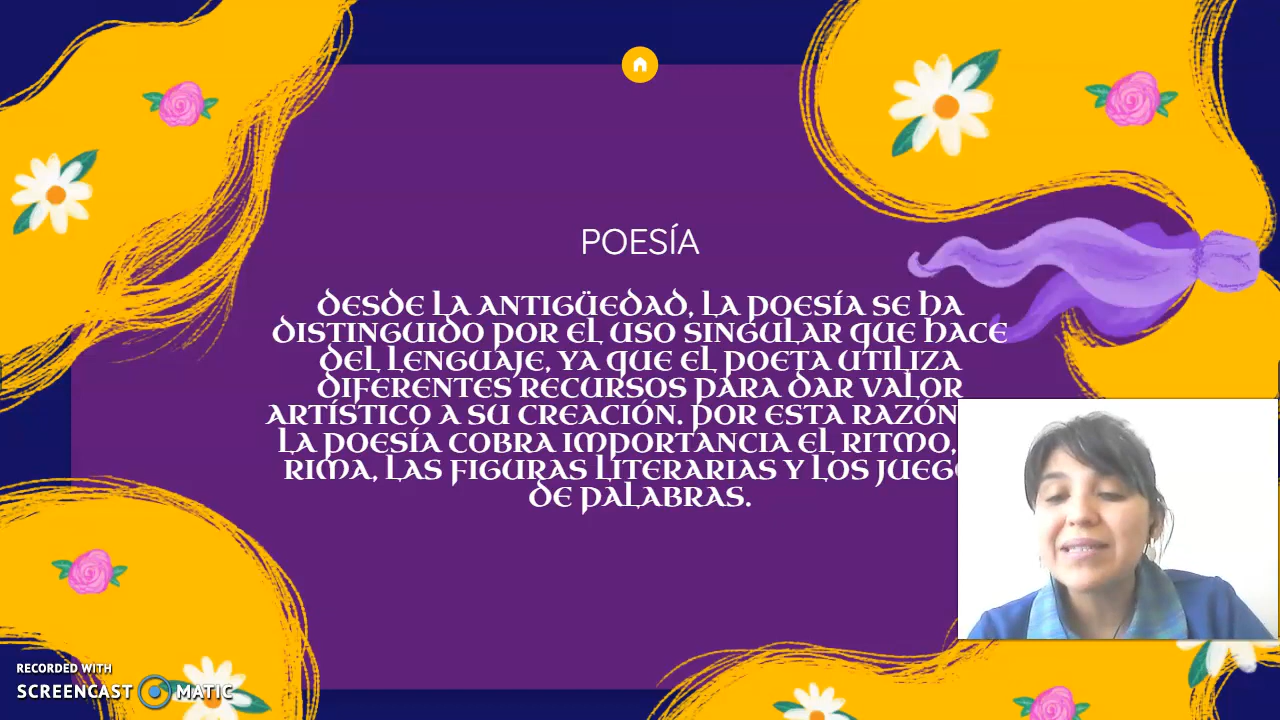 POESÍA
DESDE LA ANTIGÜEDAD, LA POESÍA SE HA
DISTINGUIDO POR EL USO SINGULAR QUE HACE
DEL LENGUAJE, YA QUE EL POETA UTILIZA
DIFERENTES RECURSOS PARA DAR VALOR
ARTÍSTICO A SU CREACIÓN. POR ESTA RAZÓN
LA POESÍA COBRA IMPORTANCIA EL RITMO,
RIMA, LAS FIGURAS LITERARIAS Y LOS
DE PALABRAS.
RECORDED WITH
SCREENCAST MATIC